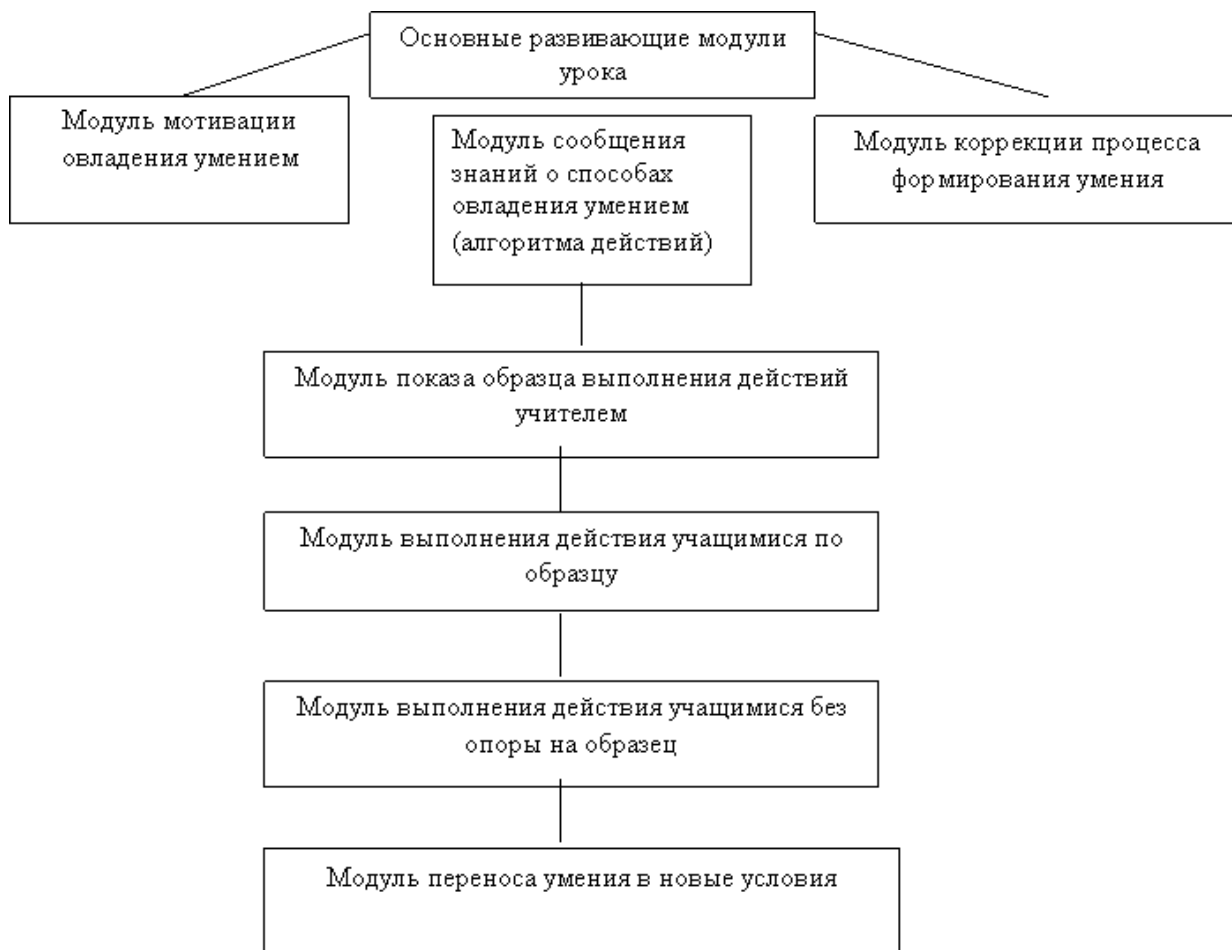 Основные развивающие модули
урока
Модуль мотивации
овладения умением
Модуль сообщения
знаний о способах
овладения умением
(алгоритма действий)
Модуль коррекции процесса
формирования умения
Модуль показа образца выполнения действий
учителем
Модуль выполнения действия учащимися по
образцу
Модуль выполнения действия учащимися без
опоры на образец
Модуль переноса умения в новые условия